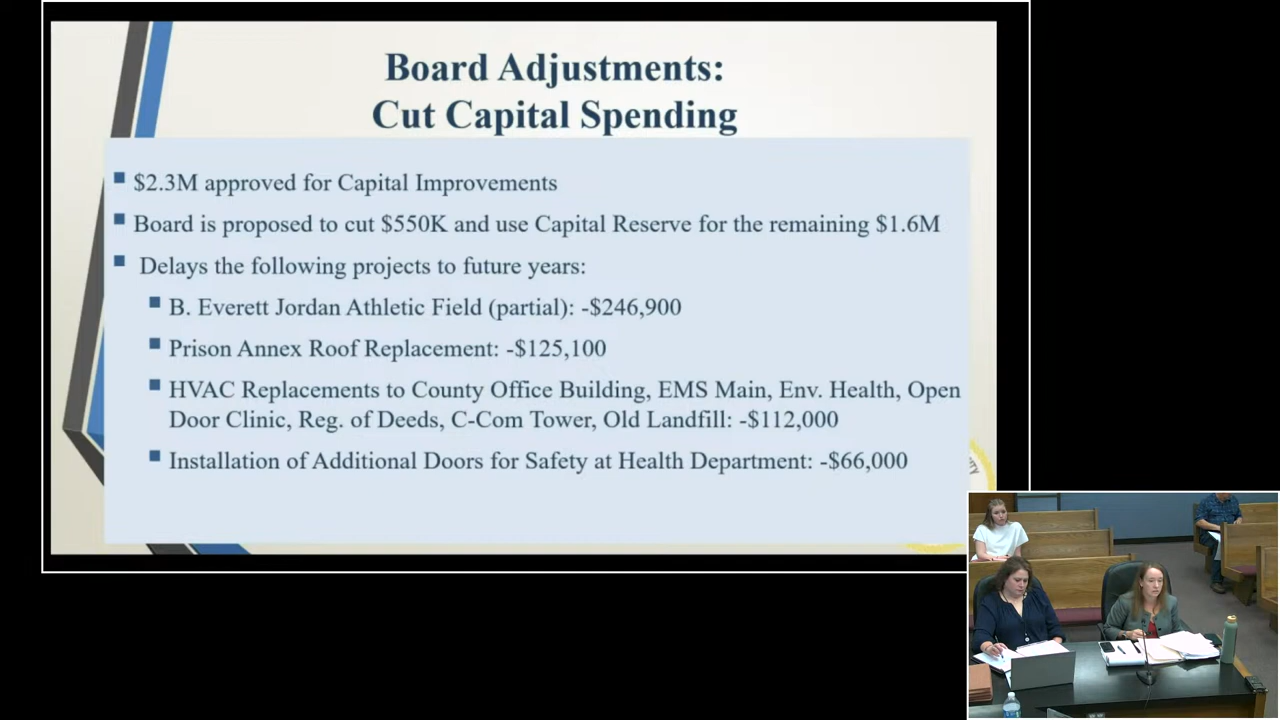 Board Adjustments:
Cut Capital Spending
$2.3M approved for Capital Improvements
Board is proposed to cut $550K and use Capital Reserve for the remaining $1.6M
Delays the following projects to future years:
B. Everett Jordan Athletic Field (partial): -$246,900
Prison Annex Roof Replacement: -$125,100
HVAC Replacements to County Office Building, EMS Main, Env. Health, Open
Door Clinic, Reg. of Deeds, C-Com Tower, Old Landfill: -$112,000
Installation of Additional Doors for Safety at Health Department: -$66,000